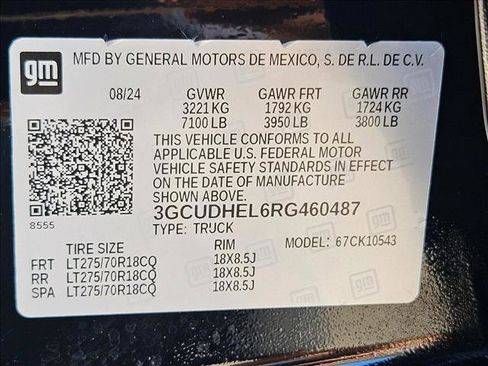 gm
MFD BY GENERAL MOTORS DE MEXICO, S. DE R.L. DE C.V.
08/24 GVWR GAWR FRT GAWR RR
3221 KG 1792 KG 1724 KG
7100 LB 3950 LB 3800 LB
THIS VEHICLE CONFORMS TO ALL
APPLICABLE U.S. FEDERAL MOTOR
VEHICLE SAFETY STANDARDS IN EFFECT
ON THE DATE OF MANUFACTURE
SHOWN ABOVE.
3GCUDHEL6RG460487
8555 TYPE: TRUCK
TIRE SIZE RIM MODEL: 67CK10543
FRT LT275/70R18CQ 18X8.5J
RR LT275/70R18CQ 18X8.5J
SPA LT275/70R18CQ 18X8.5J